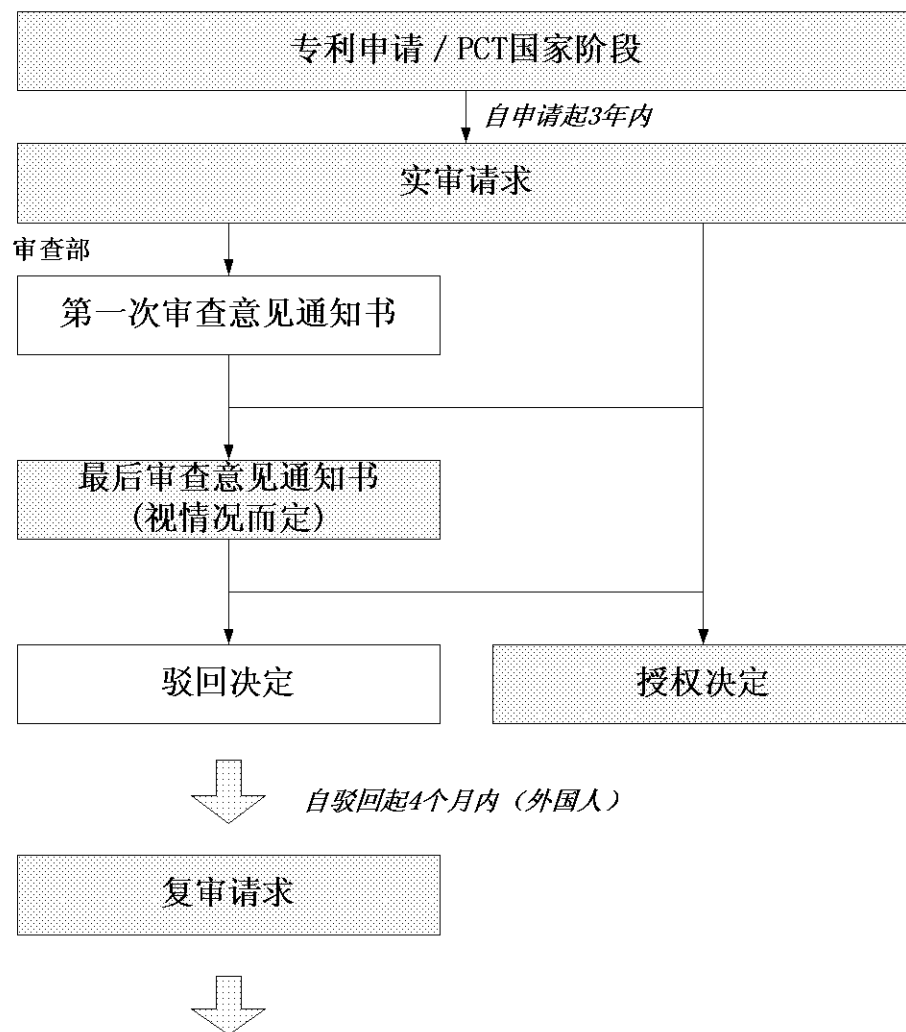 专利申请 / PCT国家阶段
自申请起3年内
实审请求
审查部
第一次审查意见通知书
最后审查意见通知书
(视情况而定)
驳回决定
授权决定
自驳回起4个月内（外国人）
复审请求